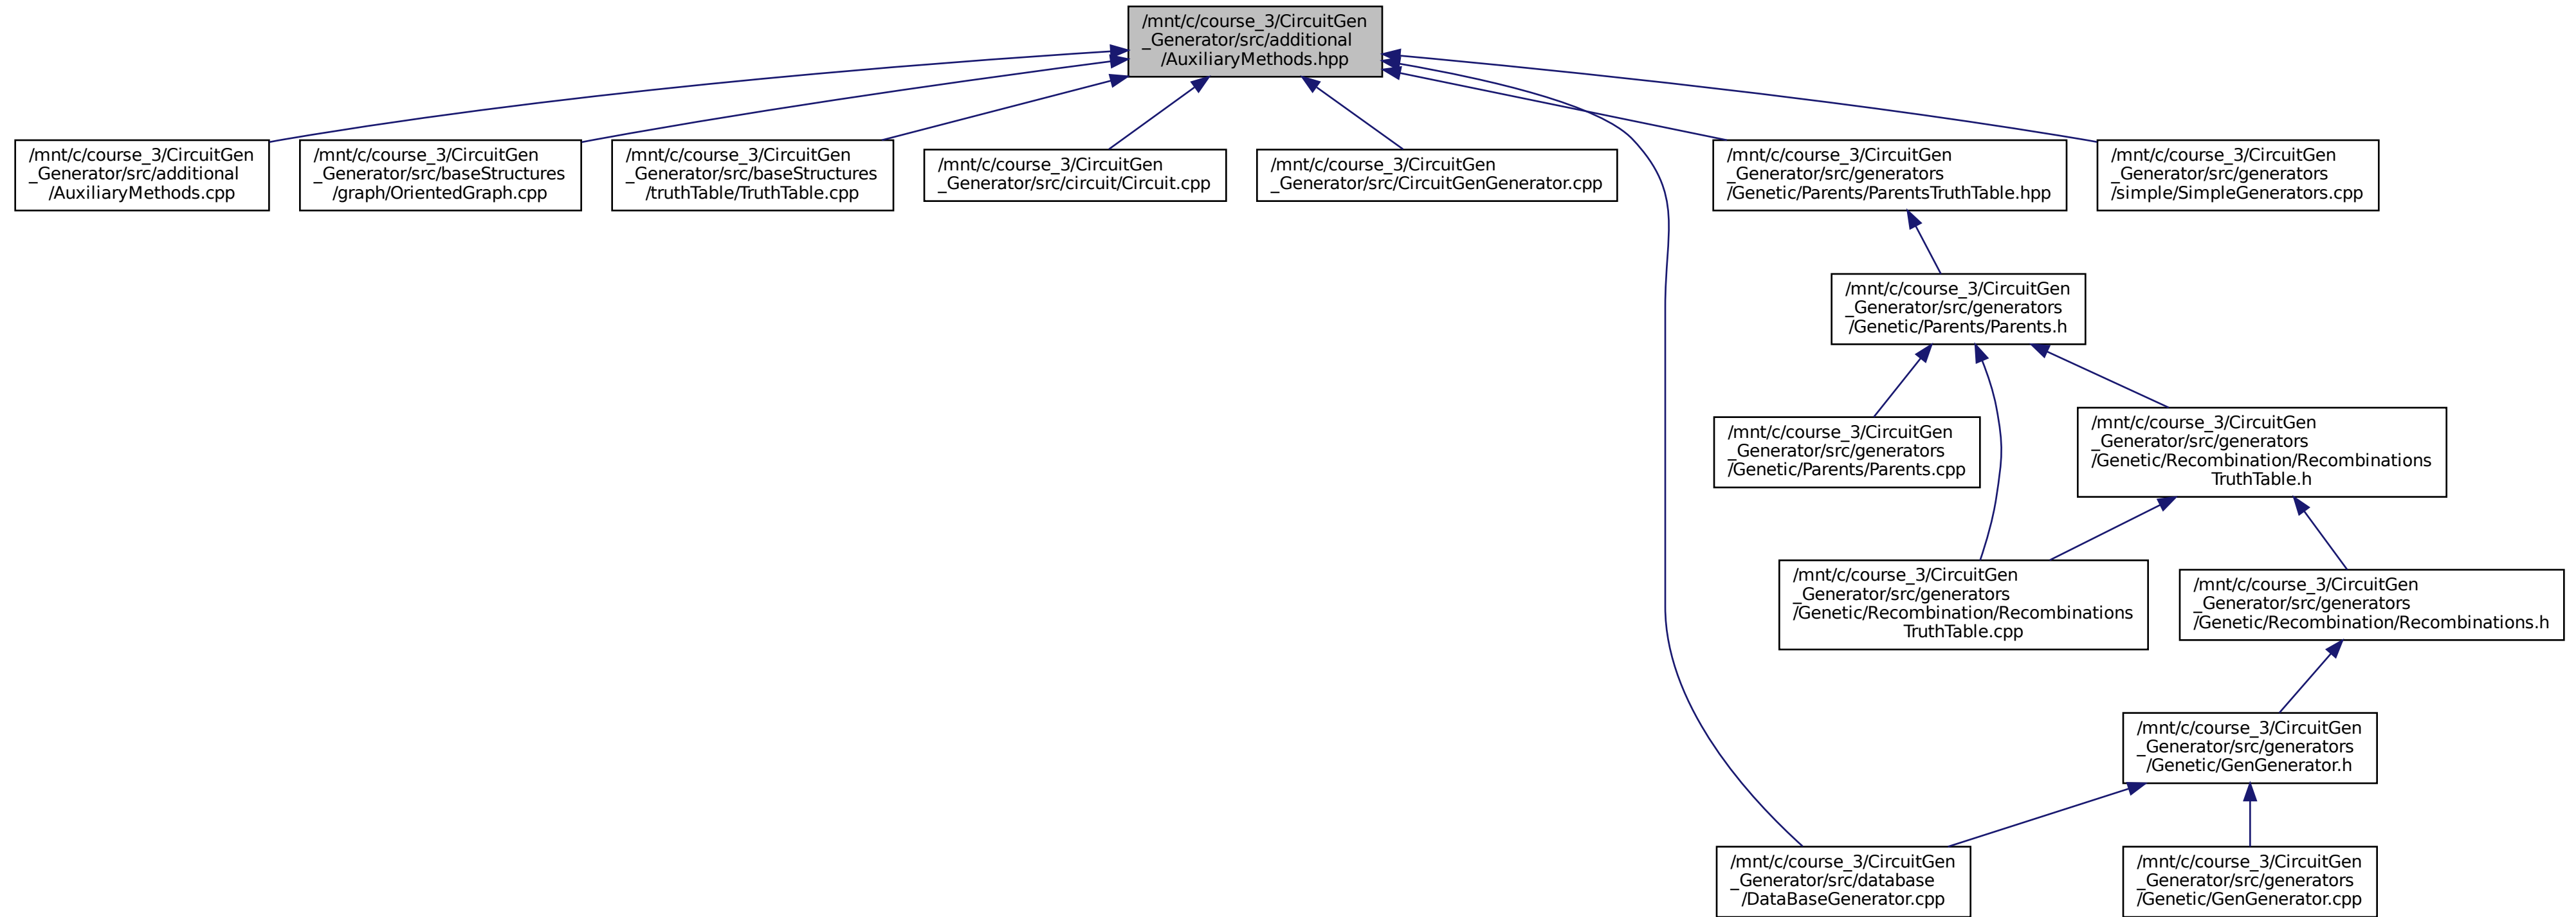 /mnt/c/course_3/CircuitGen
_Generator/src/additional
/AuxiliaryMethods.hpp
/mnt/c/course_3/CircuitGen
_Generator/src/additional
/AuxiliaryMethods.cpp
/mnt/c/course_3/CircuitGen
_Generator/src/baseStructures
/graph/OrientedGraph.cpp
/mnt/c/course_3/CircuitGen
_Generator/src/baseStructures
/truthTable/TruthTable.cpp
/mnt/c/course_3/CircuitGen
_Generator/src/circuit/Circuit.cpp
/mnt/c/course_3/CircuitGen
_Generator/src/CircuitGenGenerator.cpp
/mnt/c/course_3/CircuitGen
_Generator/src/generators
/Genetic/Parents/ParentsTruthTable.hpp
/mnt/c/course_3/CircuitGen
_Generator/src/generators
/simple/SimpleGenerators.cpp
/mnt/c/course_3/CircuitGen
_Generator/src/generators
/Genetic/Parents/Parents.h
/mnt/c/course_3/CircuitGen
_Generator/src/generators
/Genetic/Parents/Parents.cpp
/mnt/c/course_3/CircuitGen
_Generator/src/generators
/Genetic/Recombination/Recombinations
TruthTable.h
/mnt/c/course_3/CircuitGen
_Generator/src/generators
/Genetic/Recombination/Recombinations
TruthTable.cpp
/mnt/c/course_3/CircuitGen
_Generator/src/generators
/Genetic/Recombination/Recombinations.h
/mnt/c/course_3/CircuitGen
_Generator/src/generators
/Genetic/GenGenerator.h
/mnt/c/course_3/CircuitGen
_Generator/src/database
/DataBaseGenerator.cpp
/mnt/c/course_3/CircuitGen
_Generator/src/generators
/Genetic/GenGenerator.cpp